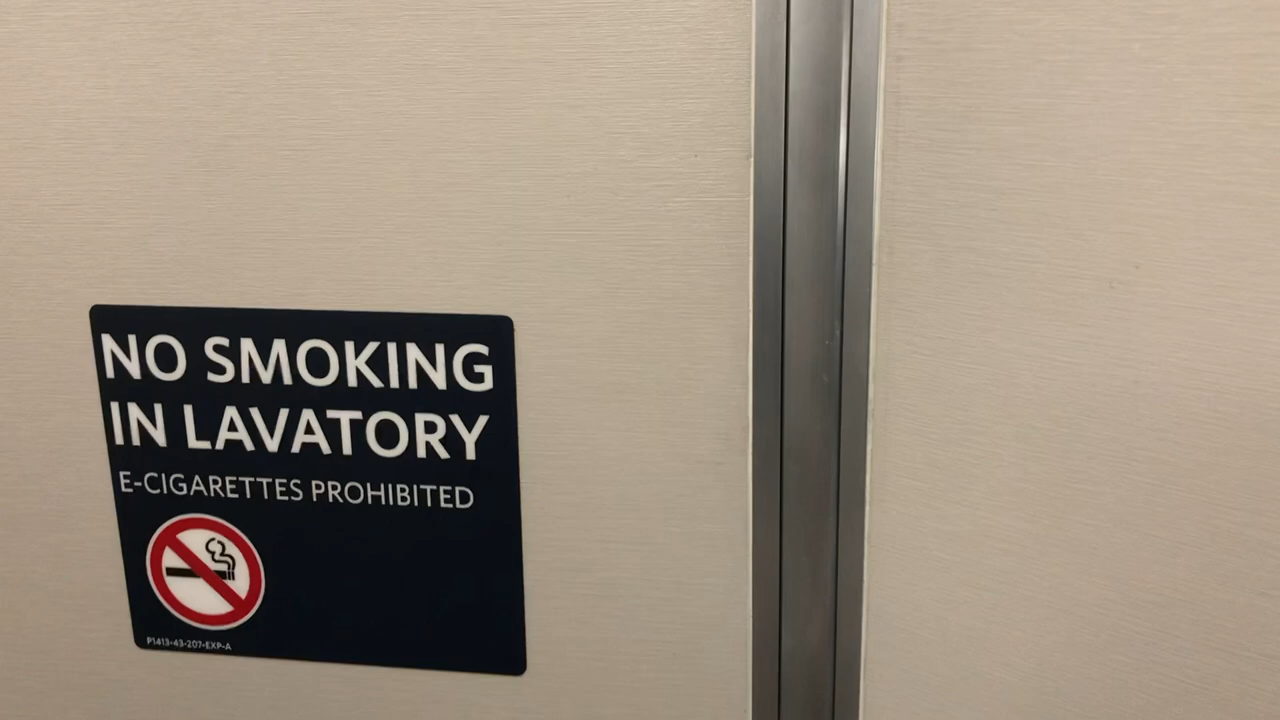 NO SMOKING
IN LAVATORY
E-CIGARETTES PROHIBITED
P1413-43-207-EXP-A